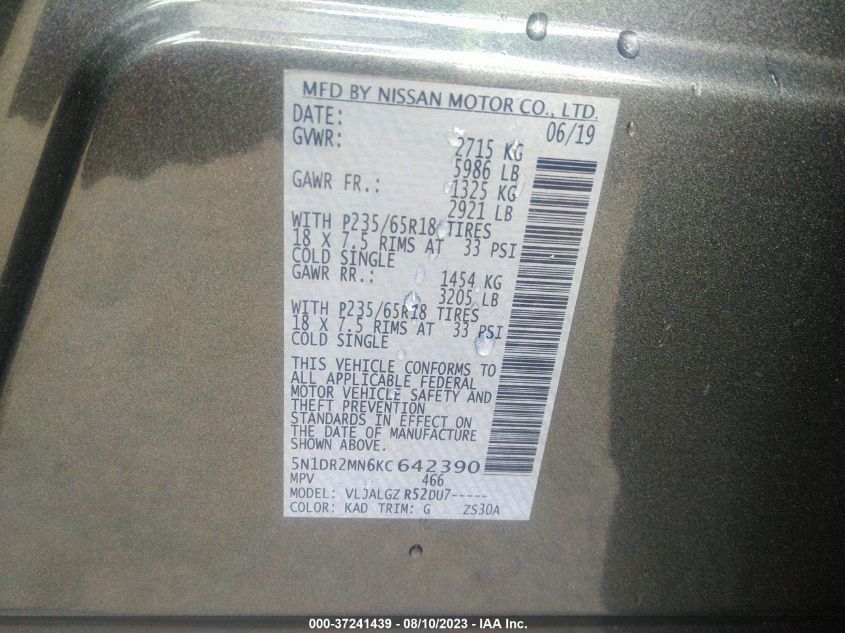 MFD BY NISSAN MOTOR CO., LTD.
DATE: 06/19
GVWR: 2715 KG
5986 LB
GAWR FR.: 1325 KG
2921 LB
WITH P235/65R18 TIRES
18 X 7.5 RIMS AT 33 PSI
COLD SINGLE
GAWR RR.: 1454 KG
3205 LB
WITH P235/65R18 TIRES
18 X 7.5 RIMS AT 33 PSI
COLD SINGLE
THIS VEHICLE CONFORMS TO
ALL APPLICABLE FEDERAL
MOTOR VEHICLE SAFETY AND
THEFT PREVENTION
STANDARDS IN EFFECT ON
THE DATE OF MANUFACTURE
SHOWN ABOVE.
5N1DR2MN6KC642390
MPV 466
MODEL: VLJALGZ R52DU7-----
COLOR: KAD TRIM: G ZS30A
000-37241439 - 08/10/2023 - IAA Inc.